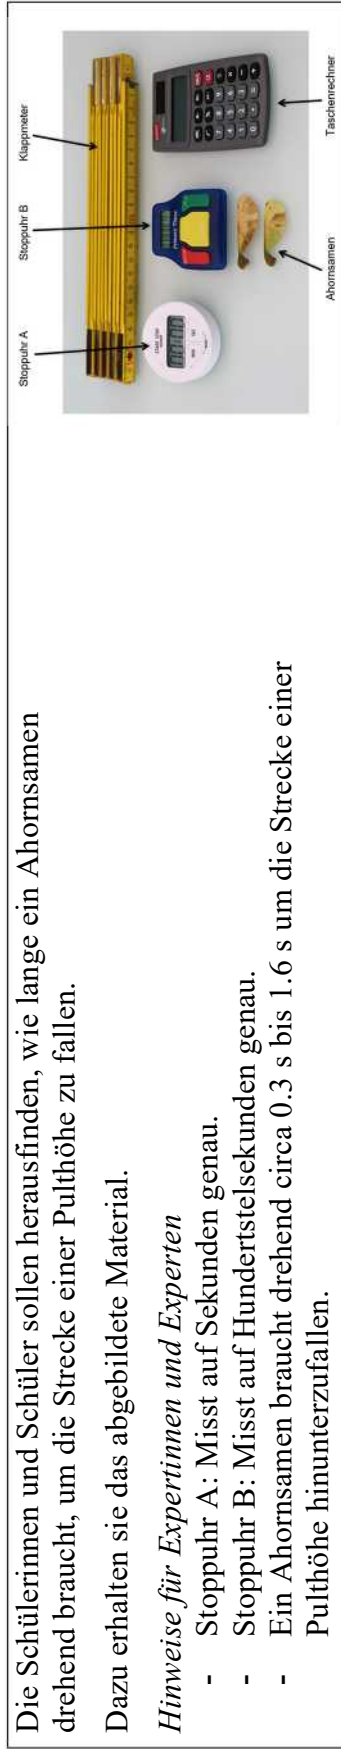 Die Schülerinnen und Schüler sollen herausfinden, wie lange ein Ahornsamen
drehend braucht, um die Strecke einer Pulthöhe zu fallen.
Dazu erhalten sie das abgebildete Material.
Hinweise für Expertinnen und Experten
- Stoppuhr A: Misst auf Sekunden genau.
- Stoppuhr B: Misst auf Hundertstelsekunden genau.
- Ein Ahornsamen braucht drehend circa 0.3 s bis 1.6 s um die Strecke einer
Pulthöhe hinunterzufallen.
Stoppuhr A
Stoppuhr B
Klappmeter
Ahornsamen
Taschenrechner